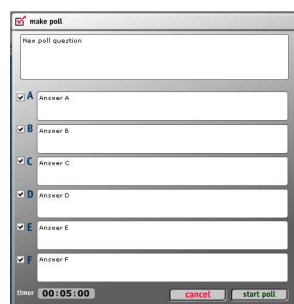 make poll
New poll question
A Answer A
B Answer B
C Answer C
D Answer D
E Answer E
F Answer F
timer 00:05:00 cancel start poll